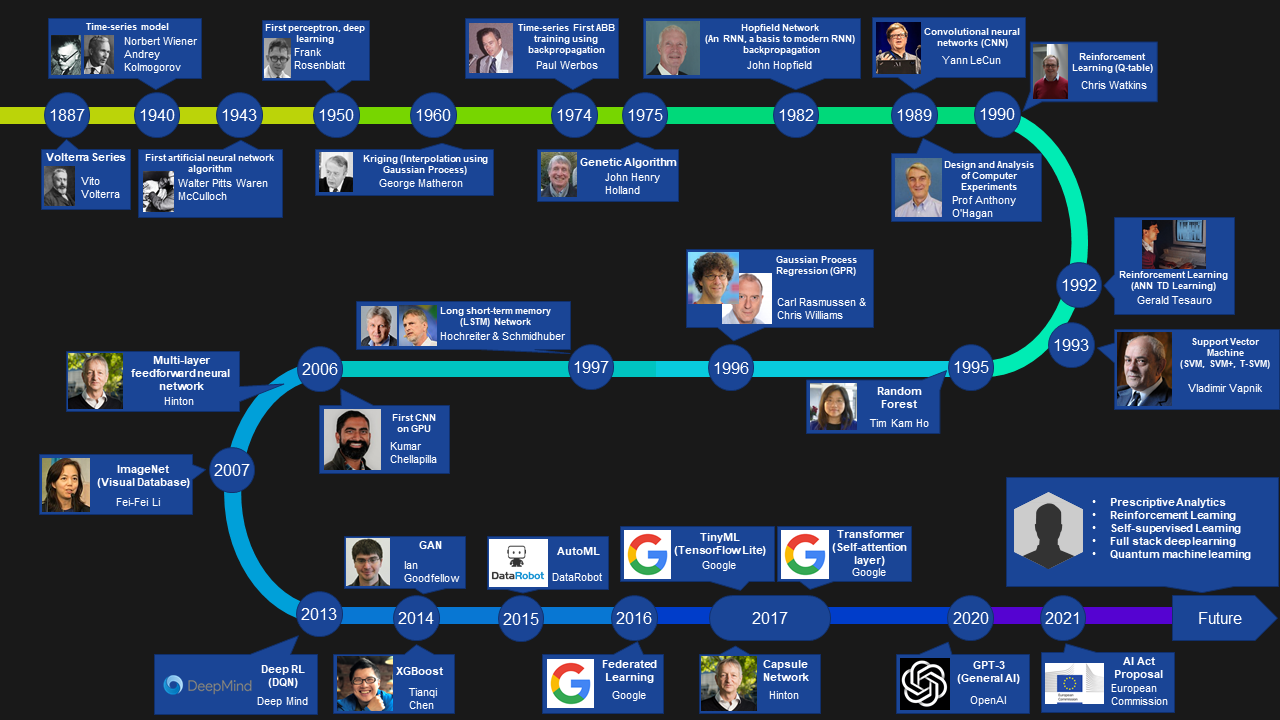 Time-series model
Norbert Wiener
Andrey
Kolmogorov
First perceptron, deep
learning
Frank
Rosenblatt
Time-series First ABB
training using
backpropagation
Paul Werbos
Hopfield Network
(An RNN, a basis to modern RNN)
backpropagation
John Hopfield
Convolutional neural
networks (CNN)
Yann LeCun
Reinforcement
Learning (Q-table)
Chris Watkins
1887
1940
1943
1950
1960
1974
1975
1982
1989
1990
Volterra Series
Vito
Volterra
First artificial neural network
algorithm
Walter Pitts Waren
McCulloch
Kriging (Interpolation using
Gaussian Process)
George Matheron
Genetic Algorithm
John Henry
Holland
Design and Analysis
of Computer
Experiments
Prof Anthony
O'Hagan
1992
Reinforcement Learning
(ANN TD Learning)
Gerald Tesauro
Gaussian Process
Regression (GPR)
Carl Rasmussen &
Chris Williams
Long short-term memory
(LSTM) Network
Hochreiter & Schmidhuber
1993
Support Vector
Machine
(SVM, SVM+, T-SVM)
Vladimir Vapnik
Multi-layer
feedforward neural
network
Hinton
2006
1997
1996
1995
Random
Forest
Tim Kam Ho
First CNN
on GPU
Kumar
Chellapilla
ImageNet
(Visual Database)
Fei-Fei Li
2007
• Prescriptive Analytics
• Reinforcement Learning
• Self-supervised Learning
• Full stack deep learning
• Quantum machine learning
GAN
Ian
Goodfellow
DataRobot
AutoML
DataRobot
TinyML
(TensorFlow Lite)
Google
Transformer
(Self-attention
layer)
Google
2013
2014
2015
2016
2017
2020
2021
Future
DeepMind
Deep RL
(DQN)
Deep Mind
XGBoost
Tianqi
Chen
Federated
Learning
Google
Capsule
Network
Hinton
GPT-3
(General AI)
OpenAI
European
Commission
AI Act
Proposal
European
Commission